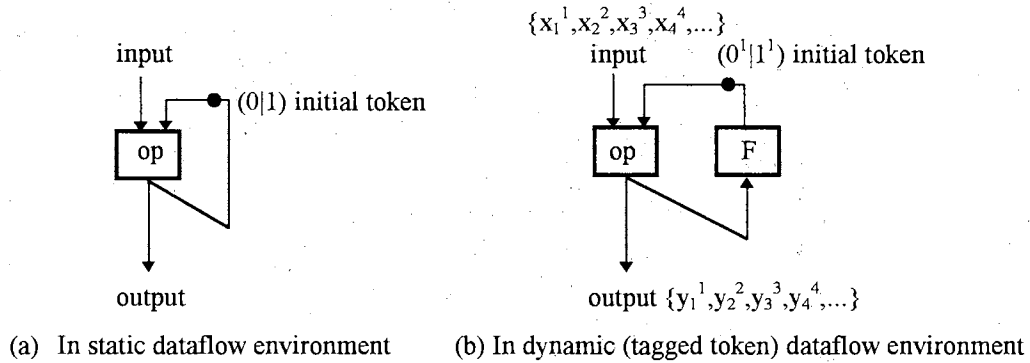 input
(0|1) initial token
op
output
(a) In static dataflow environment
{x₁¹,x₂²,x₃³,x₄⁴,...}
input
(0¹|1¹) initial token
op
F
output {y₁¹,y₂²,y₃³,y₄⁴,...}
(b) In dynamic (tagged token) dataflow environment